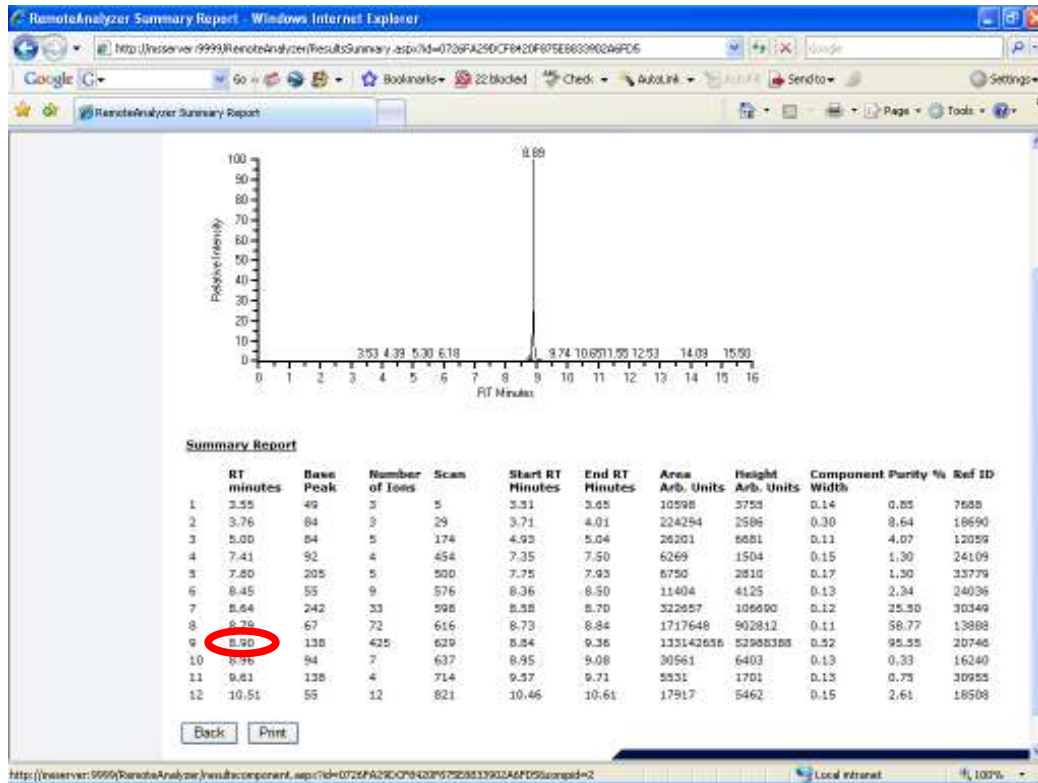 RemoteAnalyzer Summary Report - Windows Internet Explorer
Google
Google G Go Bookmarks 22 blocked Check AutoLink Send to Settings
RemoteAnalyzer Summary Report Page Tools
8.89
100
90
80
70
60
50
40
30
20
10
0
Relative Intensity
3.53 4.39 5.30 6.18 9.74 10.65 11.55 12.53 14.09 15.50
0 1 2 3 4 5 6 7 8 9 10 11 12 13 14 15 16
RT Minutes
Summary Report
RT minutes Base Peak Number of Ions Scan Start RT Minutes End RT Minutes Area Arb. Units Height Arb. Units Component Width Purity % Ref ID
1 3.55 49 3 5 3.31 3.65 10598 3755 0.14 0.85 7688
2 3.76 84 3 29 3.71 4.01 224294 2586 0.30 8.64 18690
3 5.00 84 5 174 4.93 5.04 26201 6681 0.11 4.07 12059
4 7.41 92 4 454 7.35 7.50 6269 1504 0.15 1.30 24109
5 7.80 205 5 500 7.75 7.93 6750 2810 0.17 1.30 33779
6 8.45 55 9 576 8.36 8.50 11404 4125 0.13 2.34 24036
7 8.64 242 33 598 8.58 8.70 322657 106690 0.12 25.50 30349
8 8.79 67 72 616 8.73 8.84 1717648 902812 0.11 58.77 13888
9 8.90 138 425 629 8.84 9.36 133142656 52988388 0.52 95.55 20746
10 8.96 94 7 637 8.95 9.08 30561 6403 0.13 0.33 16240
11 9.61 138 4 714 9.57 9.71 5531 1701 0.13 0.75 30955
12 10.51 55 12 821 10.46 10.61 17917 5462 0.15 2.61 18508
Back Print
Local intranet 100%